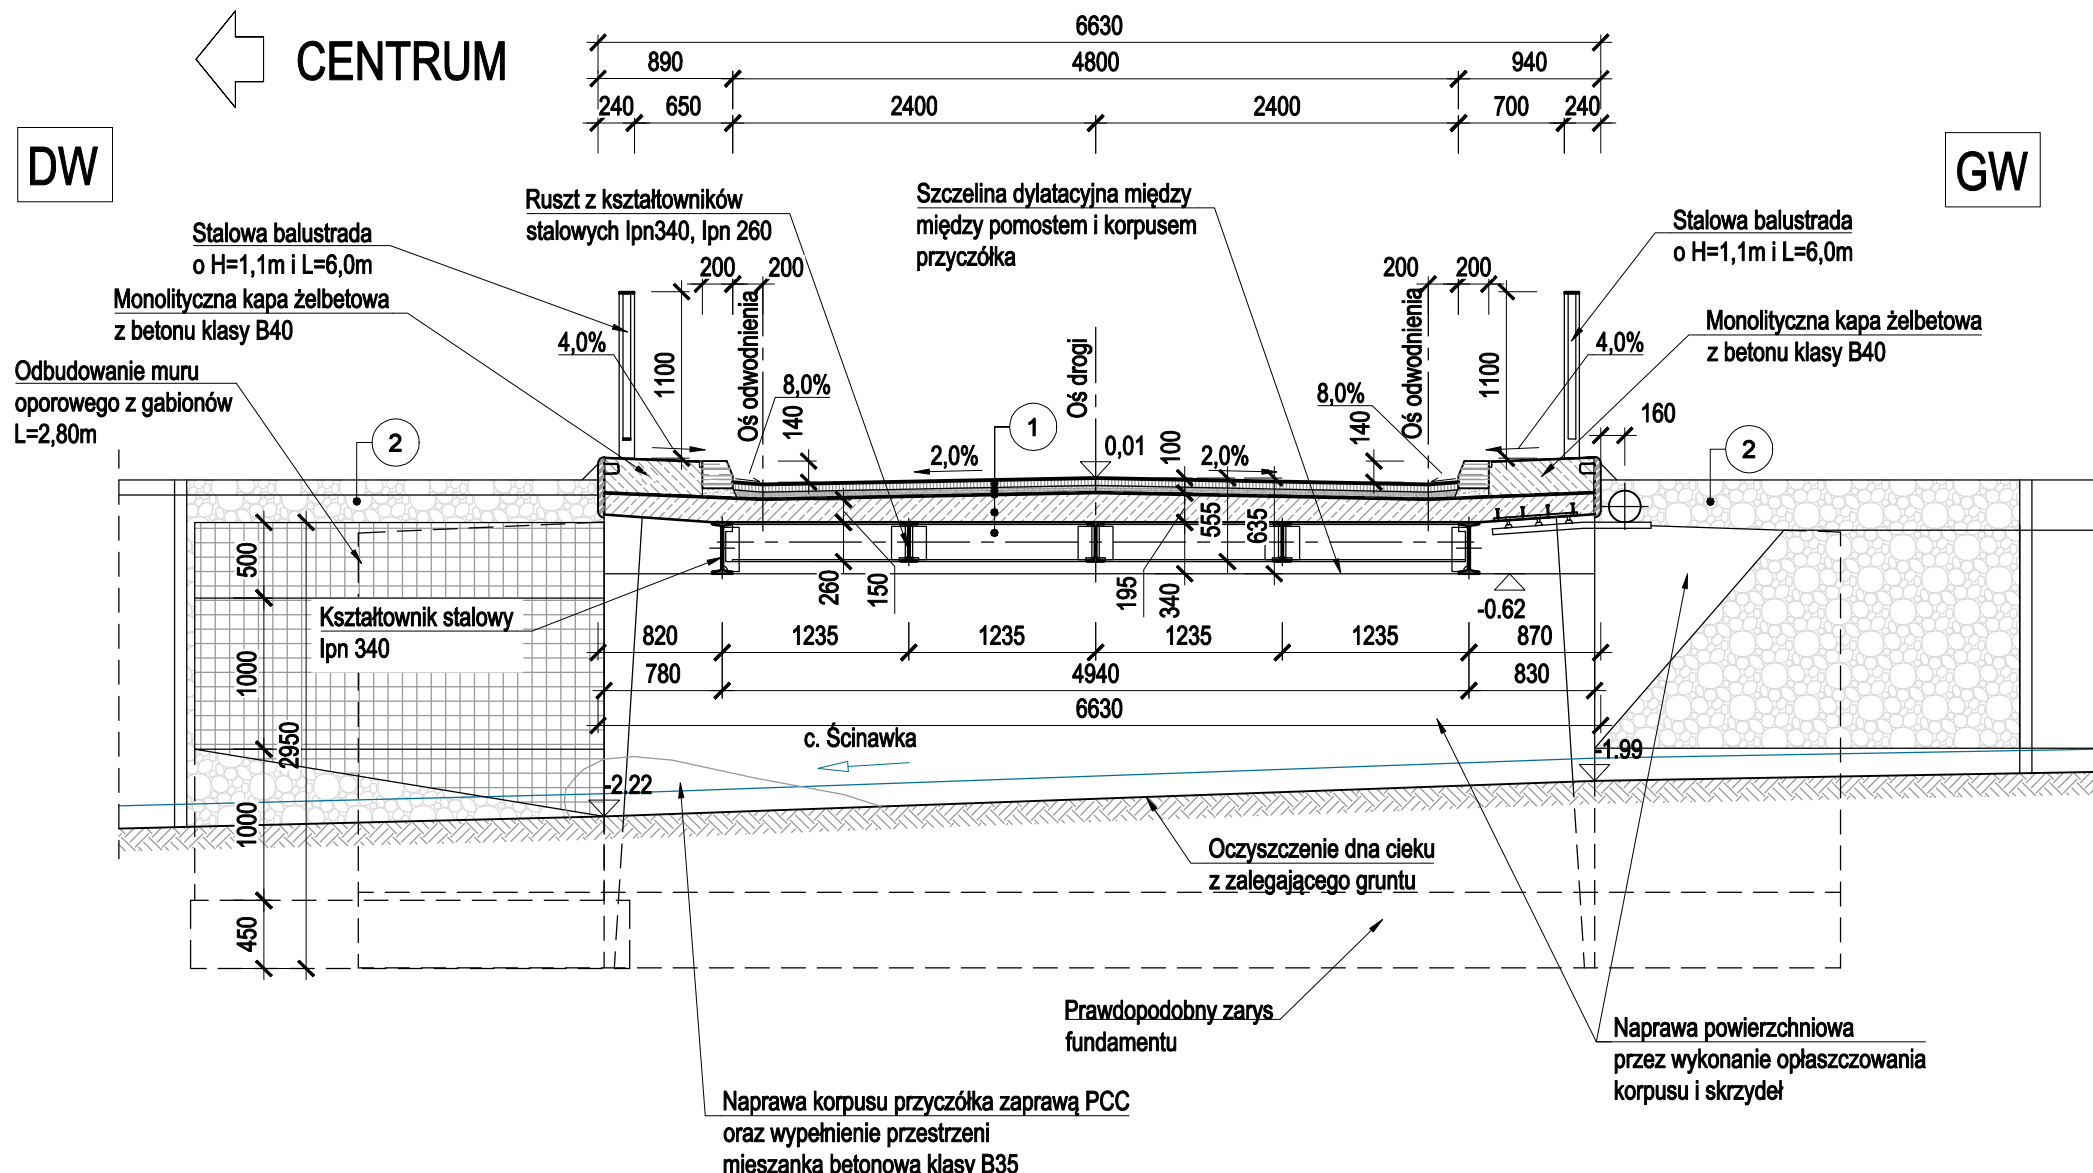 CENTRUM
DW
GW
6630
890
4800
940
240
650
2400
2400
700
240
Ruszt z kształtowników
stalowych Ipn340, Ipn 260
Szczelina dylatacyjna między
między pomostem i korpusem
przyczółka
Stalowa balustrada
o H=1,1m i L=6,0m
Stalowa balustrada
o H=1,1m i L=6,0m
Monolityczna kapa żelbetowa
z betonu klasy B40
Monolityczna kapa żelbetowa
z betonu klasy B40
Odbudowanie muru
oporowego z gabionów
L=2,80m
200
200
200
200
4,0%
1100
Oś odwodnienia
8,0%
140
Oś drogi
8,0%
140
Oś odwodnienia
1100
4,0%
160
2
1
2
2,0%
0,01
100
2,0%
500
1000
2950
1000
450
260
150
195
340
555
635
-0.62
Kształtownik stalowy
Ipn 340
820
1235
1235
1235
1235
870
780
4940
830
6630
c. Ścinawka
-2.22
-1.99
Oczyszczenie dna cieku
z zalegającego gruntu
Prawdopodobny zarys
fundamentu
Naprawa powierzchniowa
przez wykonanie opłaszczowania
korpusu i skrzydeł
Naprawa korpusu przyczółka zaprawą PCC
oraz wypełnienie przestrzeni
mieszanką betonową klasy B35